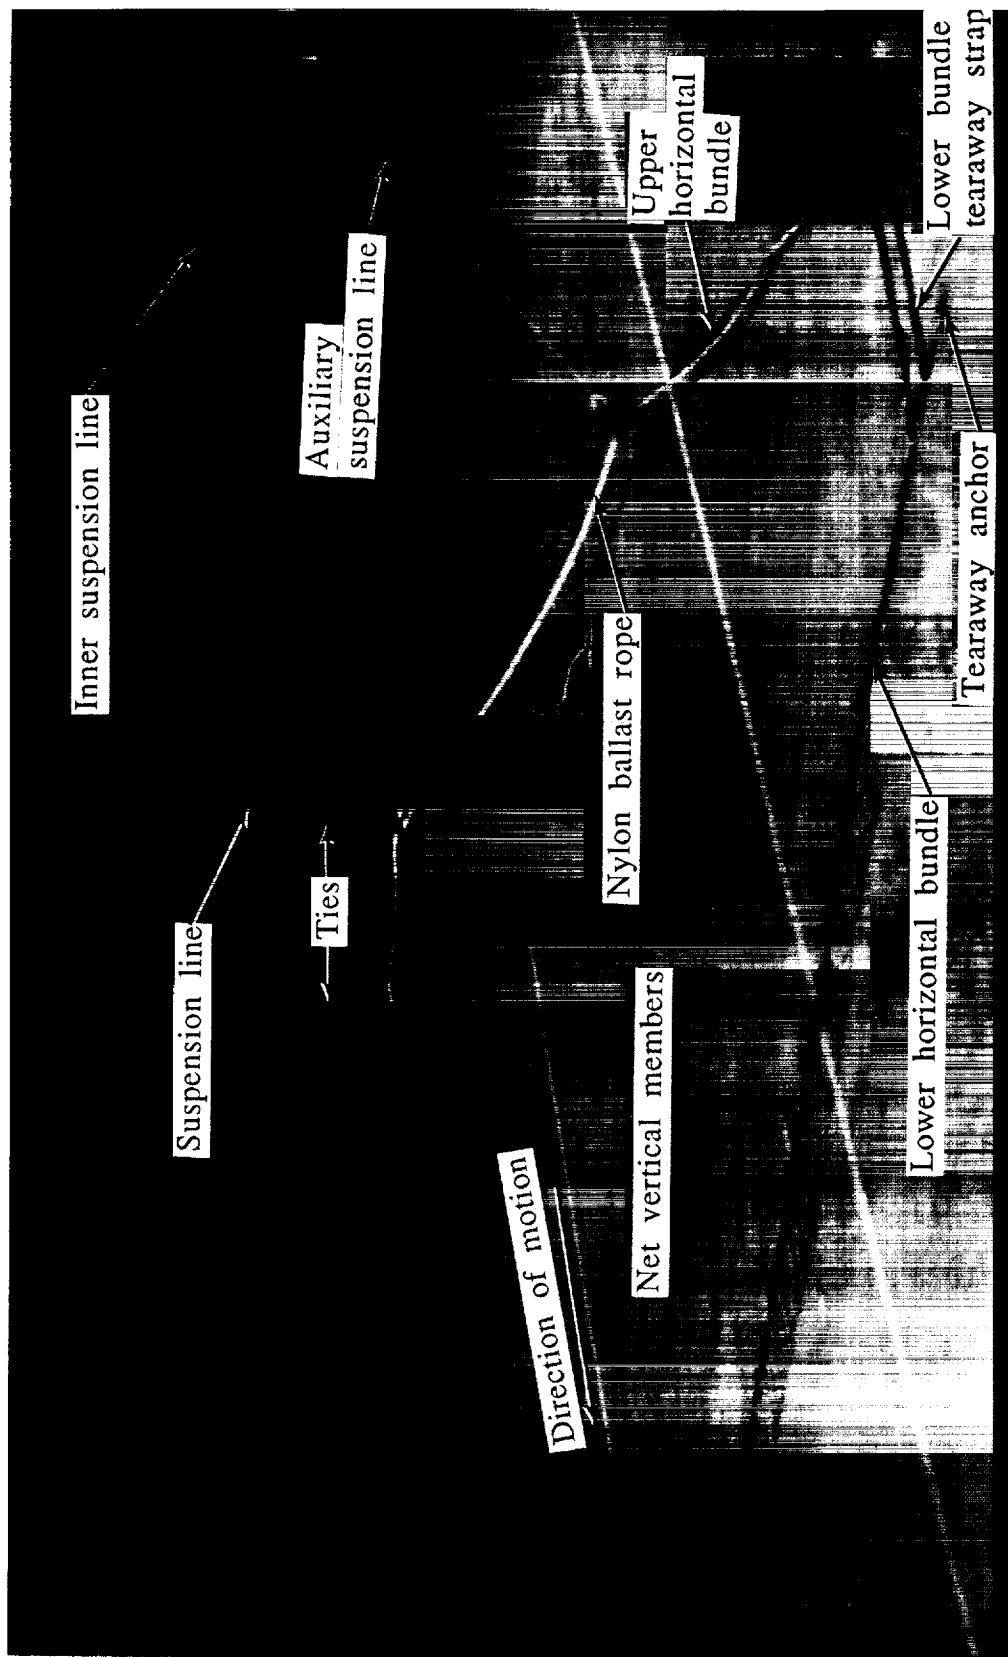 Inner suspension line
Auxiliary
suspension line
Suspension line
Ties
Upper
horizontal
bundle
Nylon ballast rope
Direction of motion
Net vertical members
Lower bundle
tearaway strap
Tearaway anchor
Lower horizontal bundle